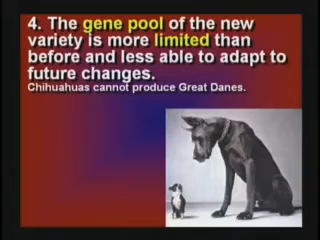 4. The gene pool of the new
variety is more limited than
before and less able to adapt to
future changes.
Chihuahuas cannot produce Great Danes.